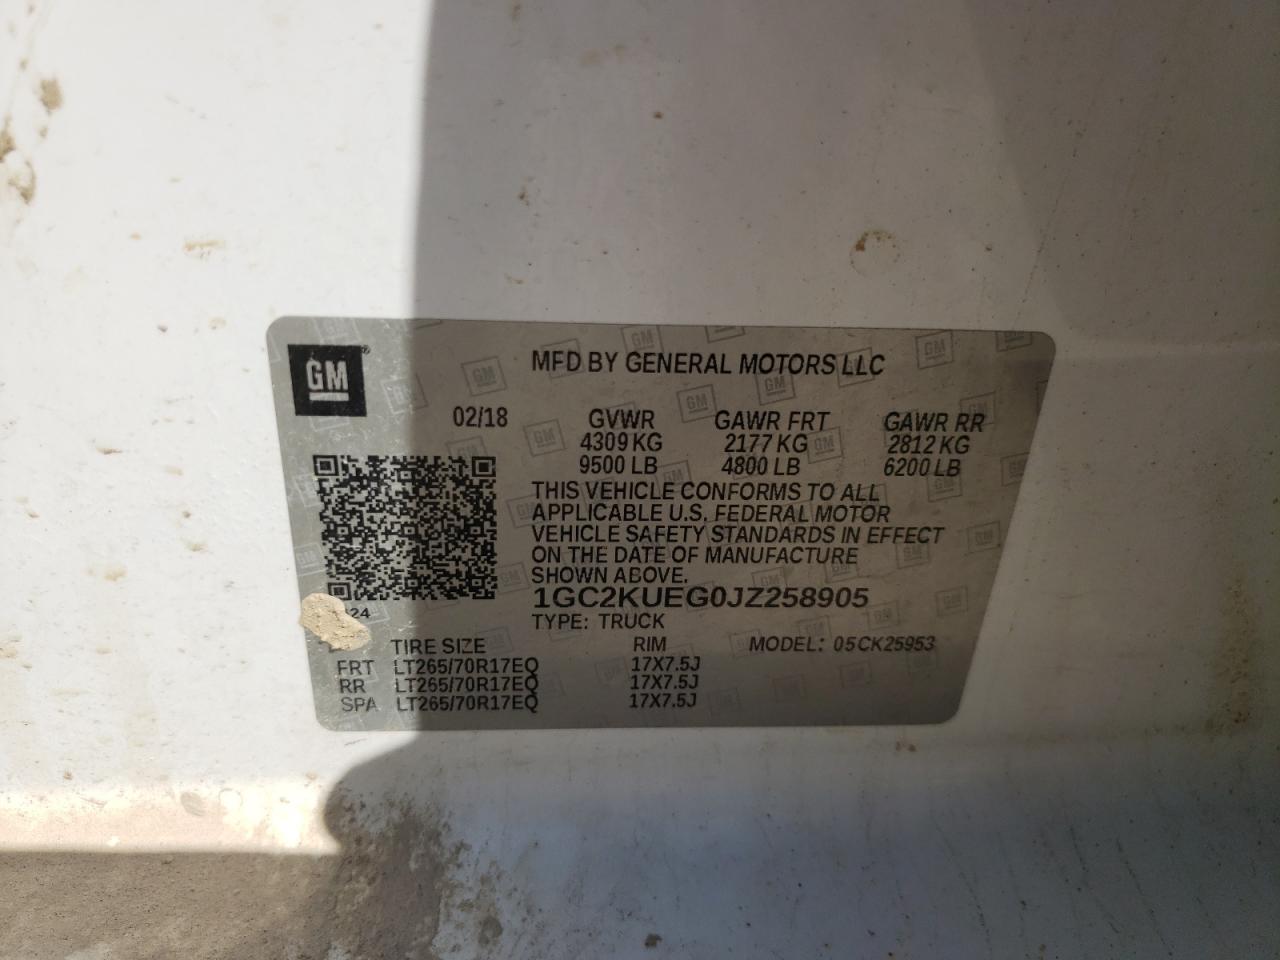 GM
MFD BY GENERAL MOTORS LLC
02/18 GVWR GAWR FRT GAWR RR
4309 KG 2177 KG 2812 KG
9500 LB 4800 LB 6200 LB
THIS VEHICLE CONFORMS TO ALL
APPLICABLE U.S. FEDERAL MOTOR
VEHICLE SAFETY STANDARDS IN EFFECT
ON THE DATE OF MANUFACTURE
SHOWN ABOVE.
1GC2KUEG0JZ258905
24
TYPE: TRUCK
TIRE SIZE RIM MODEL: 05CK25953
FRT LT265/70R17EQ 17X7.5J
RR LT265/70R17EQ 17X7.5J
SPA LT265/70R17EQ 17X7.5J